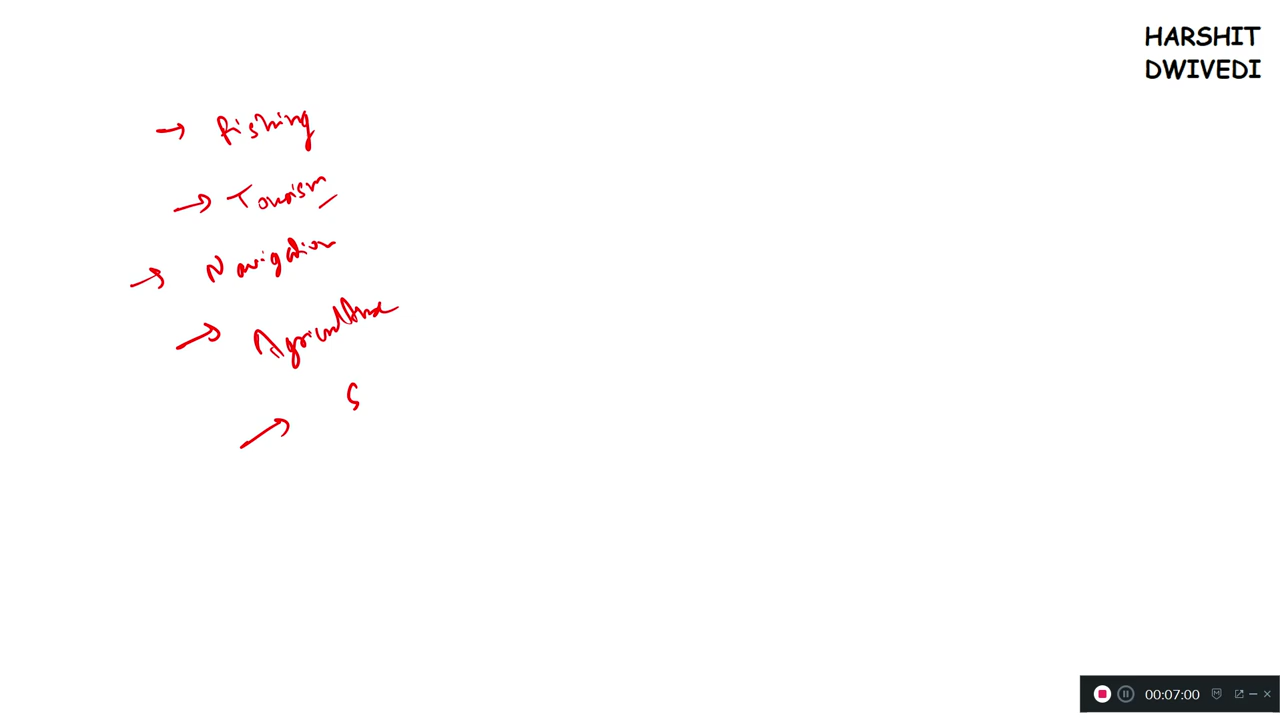 HARSHIT
DWIVEDI
→ Fishing
→ Tourism
→ Navigation
→ Agriculture
→ S
00:07:00